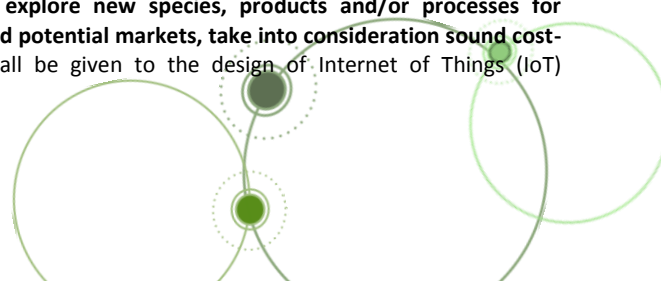 explore new species, products and/or processes for
d potential markets, take into consideration sound cost-
all be given to the design of Internet of Things (IoT)